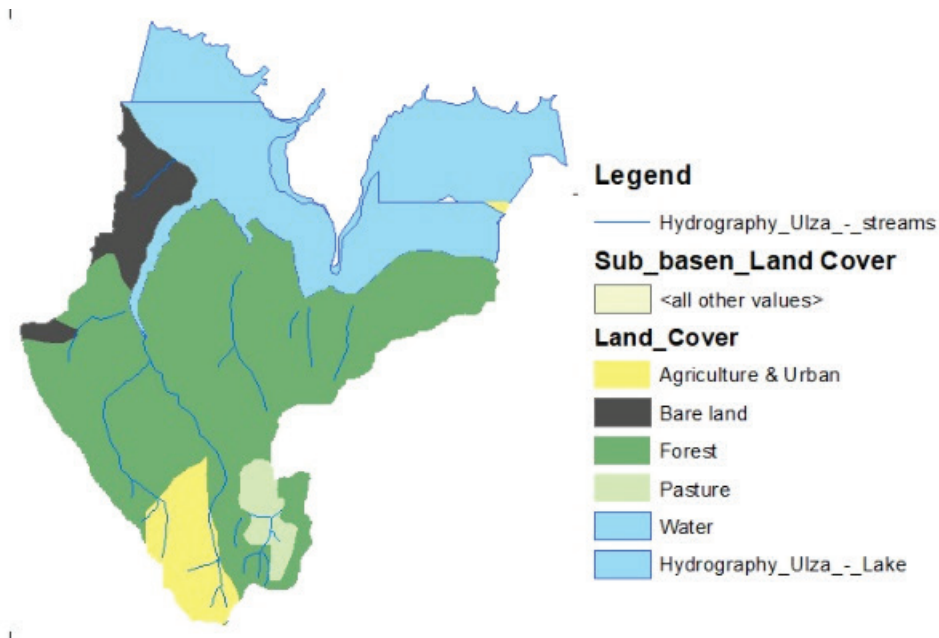 Legend
Hydrography_Ulza_-_streams
Sub_basen_Land Cover
<all other values>
Land_Cover
Agriculture & Urban
Bare land
Forest
Pasture
Water
Hydrography_Ulza_-_Lake